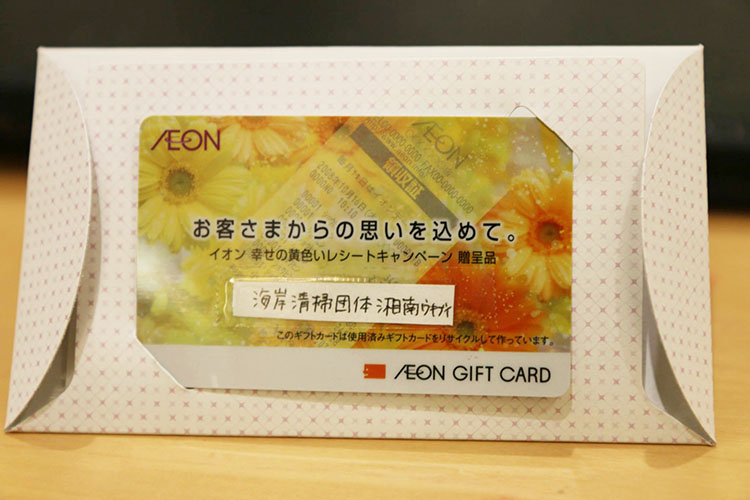 ÆON
ÆON
領収証
お客さまからの思いを込めて。
イオン 幸せの黄色いレシートキャンペーン 贈呈品
海岸清掃団体 湘南ウキブイ
このギフトカードは使用済みギフトカードをリサイクルして作っています。
ÆON GIFT CARD